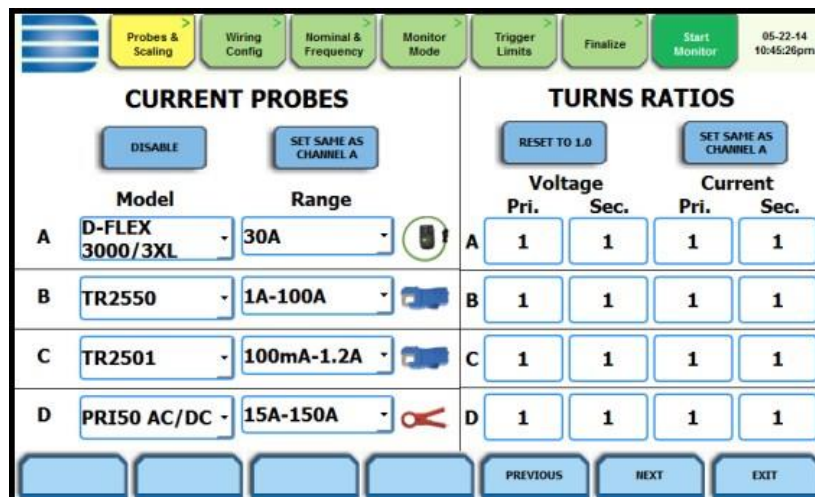 Probes & Scaling > Wiring Config > Nominal & Frequency > Monitor Mode > Trigger Limits > Finalize > Start Monitor 05-22-14 10:45:26pm
CURRENT PROBES
DISABLE SET SAME AS CHANNEL A
Model Range
A D-FLEX 3000/3XL 30A
B TR2550 1A-100A
C TR2501 100mA-1.2A
D PRI50 AC/DC 15A-150A
TURNS RATIOS
RESET TO 1.0 SET SAME AS CHANNEL A
Voltage Current
Pri. Sec. Pri. Sec.
A 1 1 1 1
B 1 1 1 1
C 1 1 1 1
D 1 1 1 1
PREVIOUS NEXT EXIT